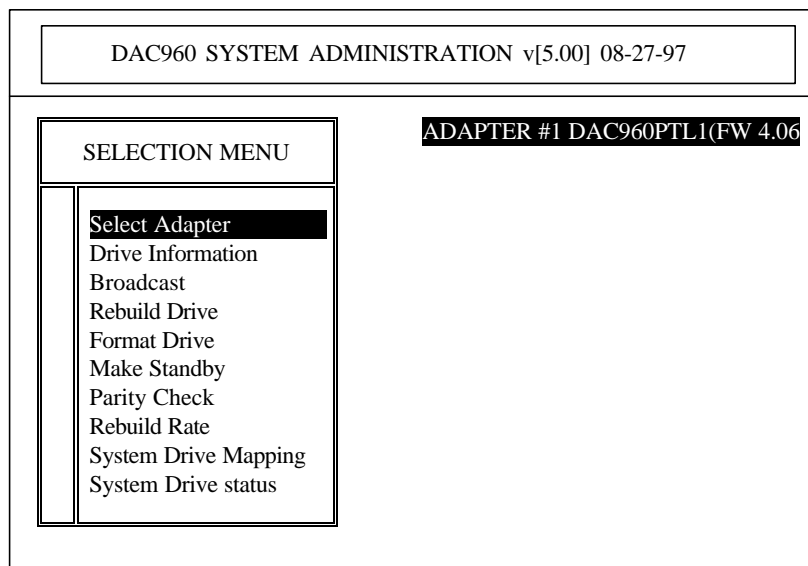 DAC960 SYSTEM ADMINISTRATION v[5.00] 08-27-97
ADAPTER #1 DAC960PTL1(FW 4.06
SELECTION MENU
Select Adapter
Drive Information
Broadcast
Rebuild Drive
Format Drive
Make Standby
Parity Check
Rebuild Rate
System Drive Mapping
System Drive status